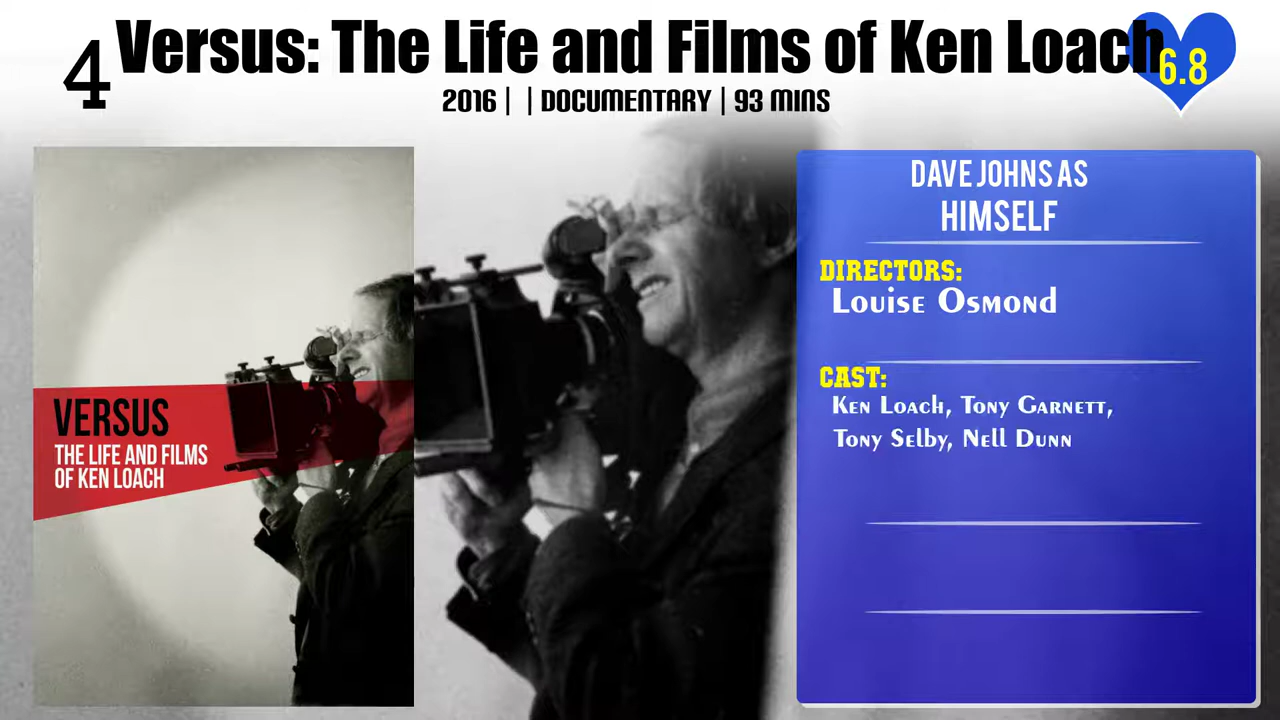 4
Versus: The Life and Films of Ken Loach
6.8
2016 | | DOCUMENTARY | 93 MINS
VERSUS
THE LIFE AND FILMS
OF KEN LOACH
DAVE JOHNS AS
HIMSELF
DIRECTORS:
Louise Osmond
CAST:
Ken Loach, Tony Garnett,
Tony Selby, Nell Dunn